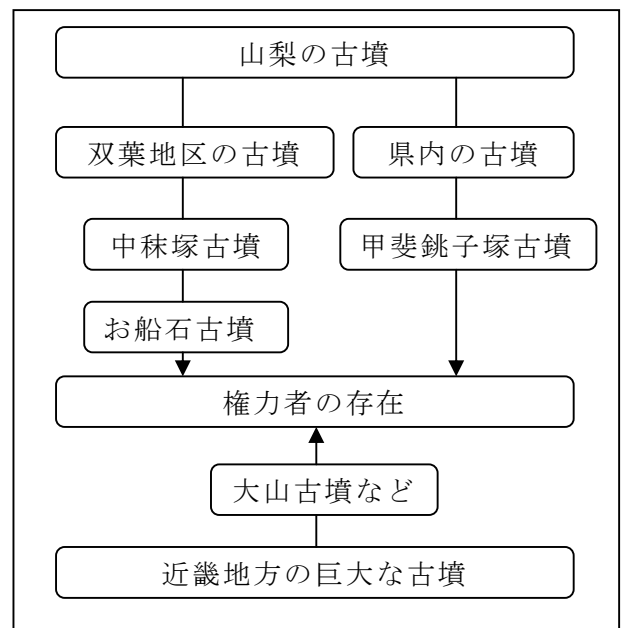 山梨の古墳
双葉地区の古墳
県内の古墳
中秣塚古墳
甲斐銚子塚古墳
お船石古墳
権力者の存在
大山古墳など
近畿地方の巨大な古墳